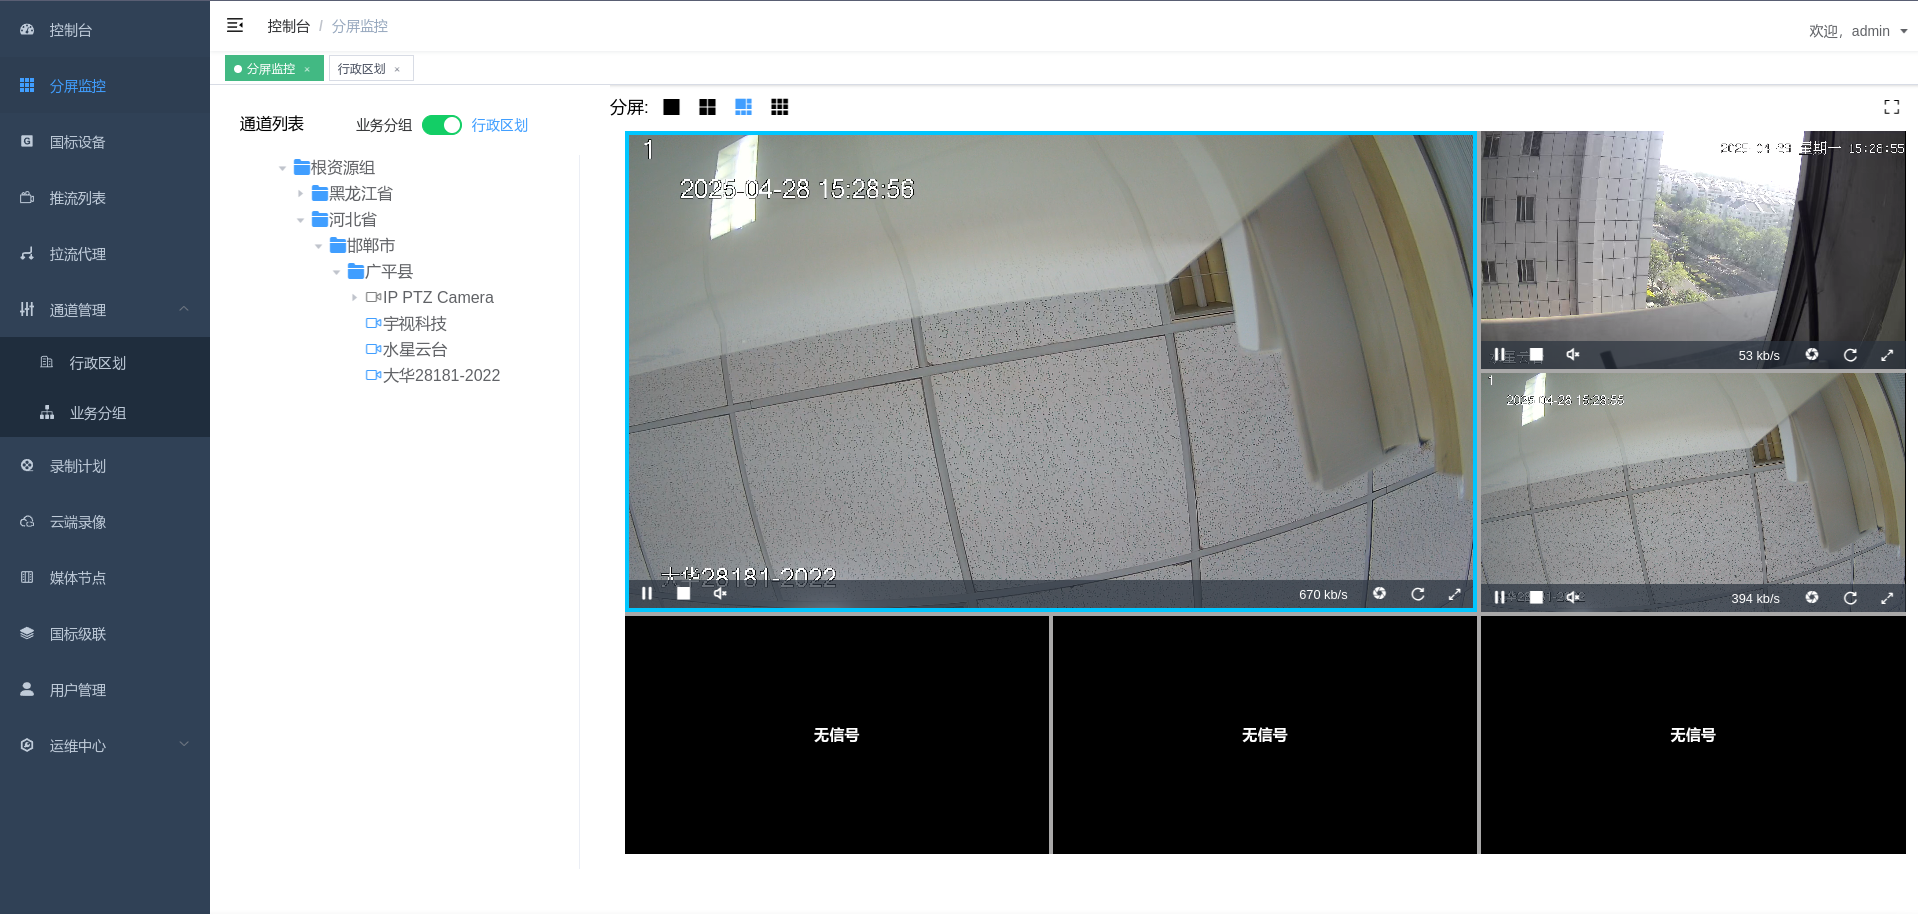 控制台
分屏监控
国标设备
推流列表
拉流代理
通道管理
行政区划
业务分组
录制计划
云端录像
媒体节点
国标级联
用户管理
运维中心
控制台 / 分屏监控
欢迎，admin
分屏监控 ×
行政区划 ×
通道列表 业务分组 行政区划
根资源组
黑龙江省
河北省
邯郸市
广平县
IP PTZ Camera
宇视科技
水星云台
大华28181-2022
分屏:
1
2025-04-28 15:28:56
大华28181-2022
670 kb/s
2025-04-28 星期一 15:28:55
53 kb/s
1
2025-04-28 15:28:55
394 kb/s
无信号
无信号
无信号